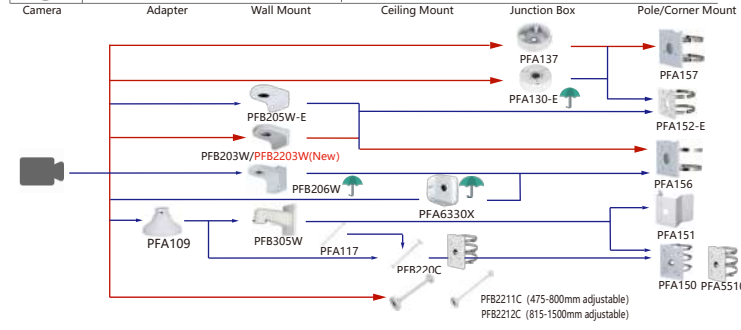 Camera Adapter Wall Mount Ceiling Mount Junction Box Pole/Corner Mount
PFA137
PFA157
PFA130-E
PFB205W-E
PFA152-E
PFB203W/PFB2203W(New)
PFB206W
PFA156
PFA6330X
PFA109
PFB305W
PFA117
PFA151
PFB220C
PFA150 PFA5510
PFB2211C (475-800mm adjustable)
PFB2212C (815-1500mm adjustable)